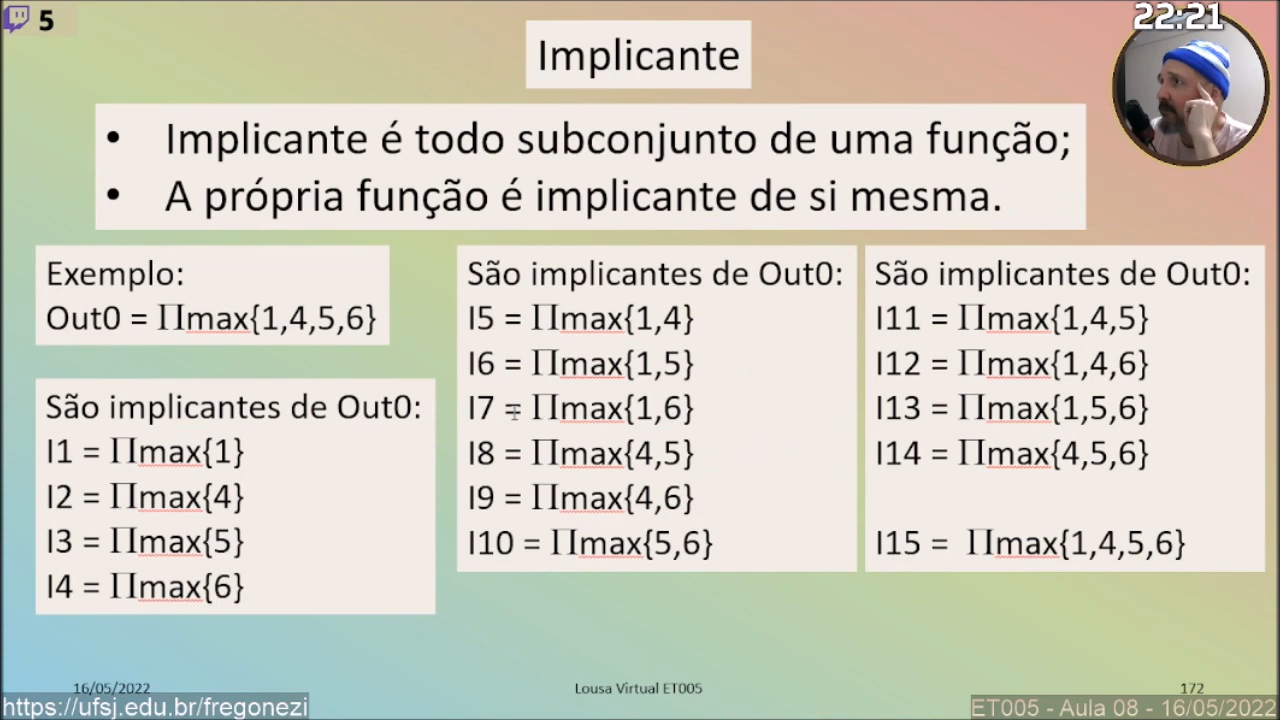 5
22:21
Implicante
• Implicante é todo subconjunto de uma função;
• A própria função é implicante de si mesma.
Exemplo:
Out0 = Πmax{1,4,5,6}
São implicantes de Out0:
I1 = Πmax{1}
I2 = Πmax{4}
I3 = Πmax{5}
I4 = Πmax{6}
São implicantes de Out0:
I5 = Πmax{1,4}
I6 = Πmax{1,5}
I7 = Πmax{1,6}
I8 = Πmax{4,5}
I9 = Πmax{4,6}
I10 = Πmax{5,6}
São implicantes de Out0:
I11 = Πmax{1,4,5}
I12 = Πmax{1,4,6}
I13 = Πmax{1,5,6}
I14 = Πmax{4,5,6}
I15 = Πmax{1,4,5,6}
16/05/2022
Lousa Virtual ET005
172
https://ufsj.edu.br/fregonezi
ET005 - Aula 08 - 16/05/2022